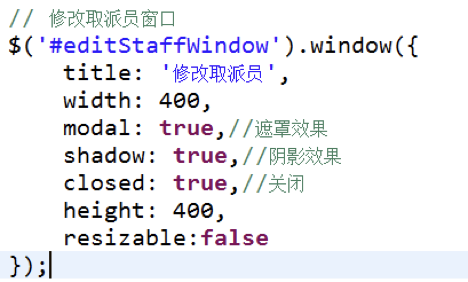 // 修改取派员窗口
$('#editStaffWindow').window({
    title: '修改取派员',
    width: 400,
    modal: true,//遮罩效果
    shadow: true,//阴影效果
    closed: true,//关闭
    height: 400,
    resizable:false
});